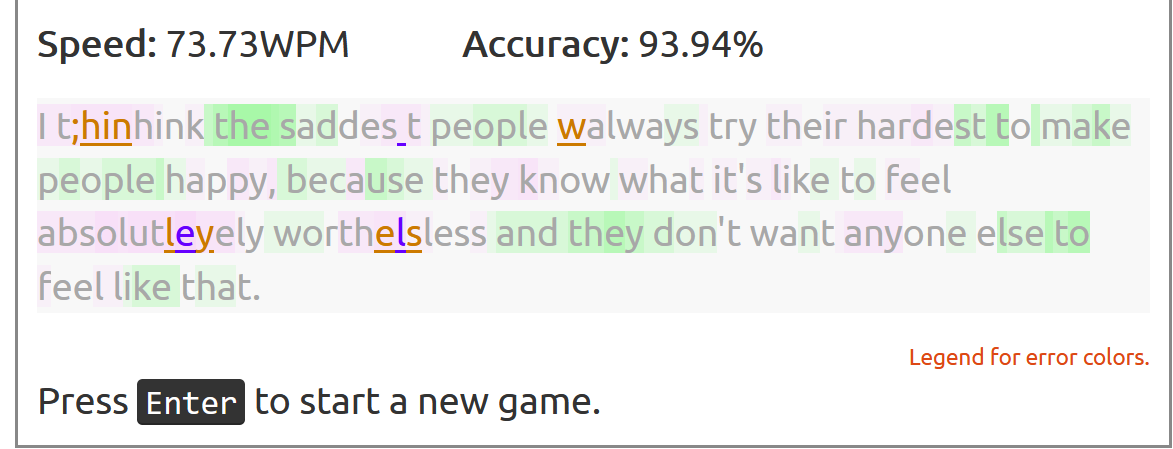 Speed: 73.73WPM Accuracy: 93.94%
I t;hinhink the saddes t people walways try their hardest to make
people happy, because they know what it's like to feel
absolutleyely worthelsless and they don't want anyone else to
feel like that.
Legend for error colors.
Press Enter to start a new game.